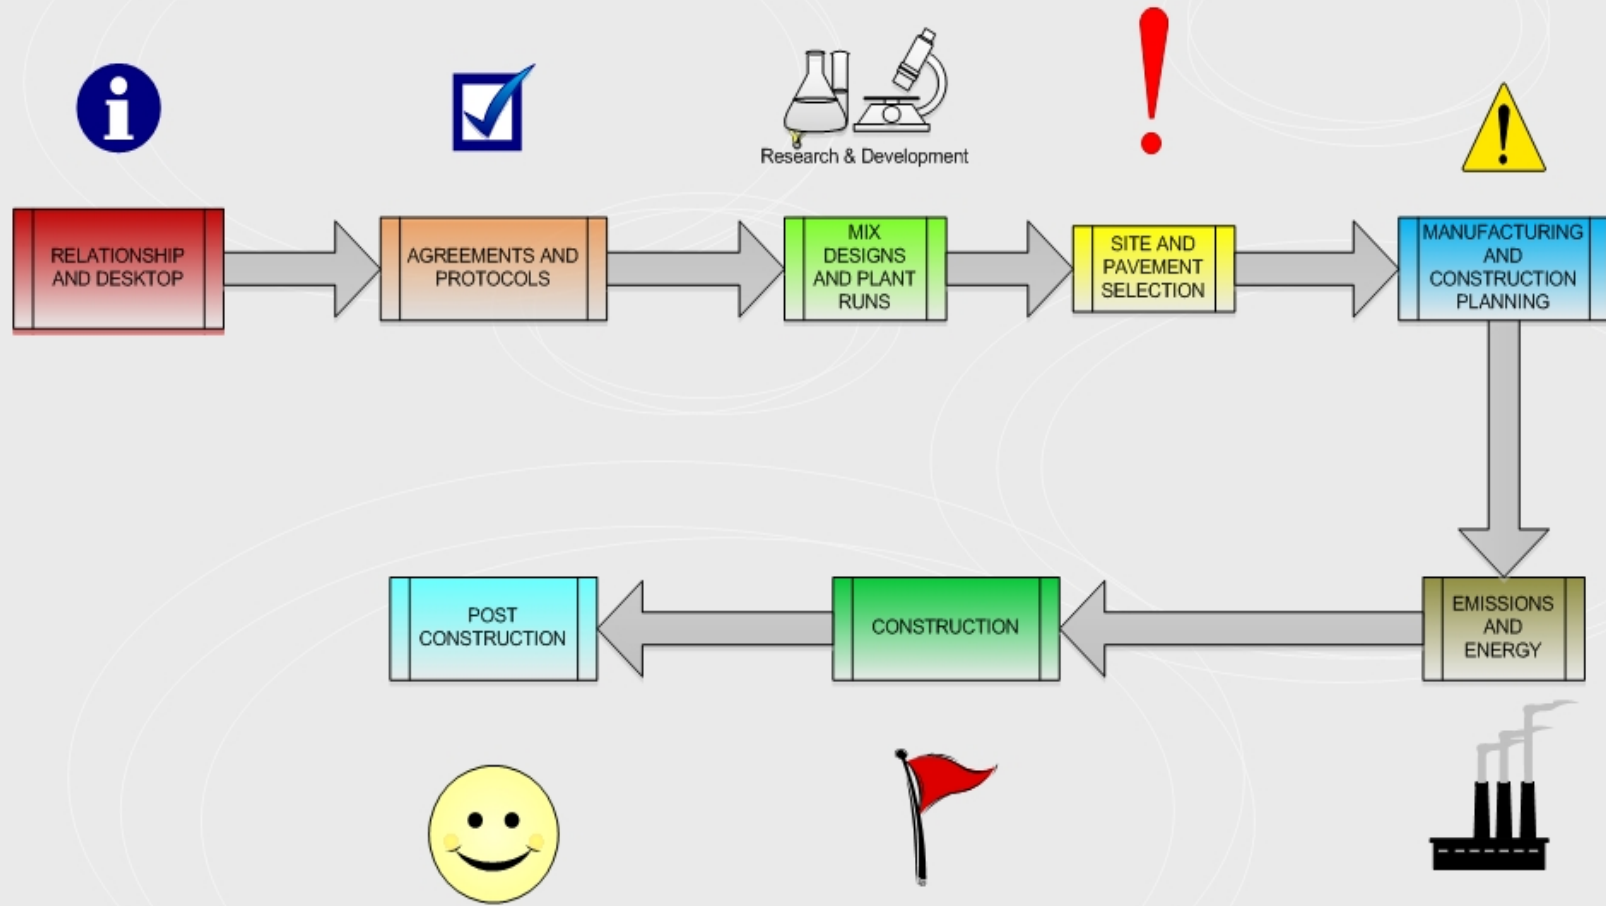 Research & Development
RELATIONSHIP
AND DESKTOP
AGREEMENTS AND
PROTOCOLS
MIX
DESIGNS
AND PLANT
RUNS
SITE AND
PAVEMENT
SELECTION
MANUFACTURING
AND
CONSTRUCTION
PLANNING
POST
CONSTRUCTION
CONSTRUCTION
EMISSIONS
AND
ENERGY